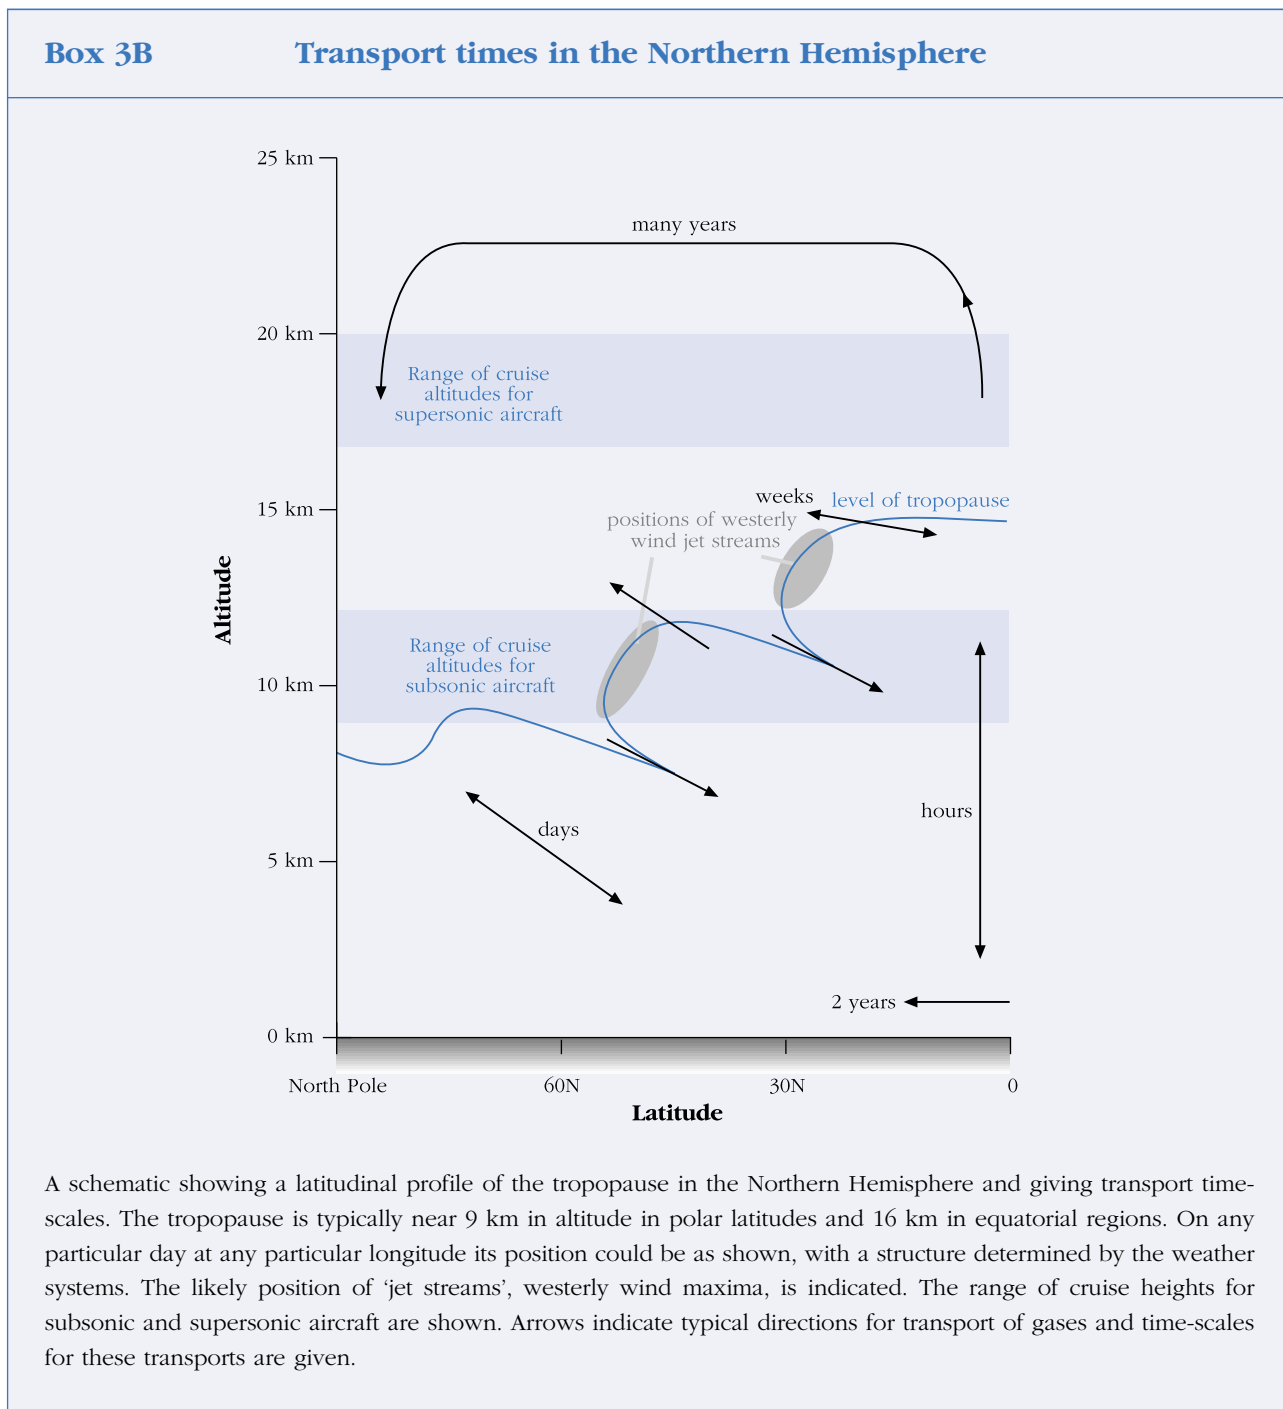 Box 3B
Transport times in the Northern Hemisphere
25 km
many years
20 km
Range of cruise
altitudes for
supersonic aircraft
15 km
weeks
level of tropopause
positions of westerly
wind jet streams
Altitude
Range of cruise
altitudes for
subsonic aircraft
10 km
hours
days
5 km
2 years
0 km
North Pole
60N
30N
0
Latitude
A schematic showing a latitudinal profile of the tropopause in the Northern Hemisphere and giving transport time-
scales. The tropopause is typically near 9 km in altitude in polar latitudes and 16 km in equatorial regions. On any
particular day at any particular longitude its position could be as shown, with a structure determined by the weather
systems. The likely position of ‘jet streams’, westerly wind maxima, is indicated. The range of cruise heights for
subsonic and supersonic aircraft are shown. Arrows indicate typical directions for transport of gases and time-scales
for these transports are given.